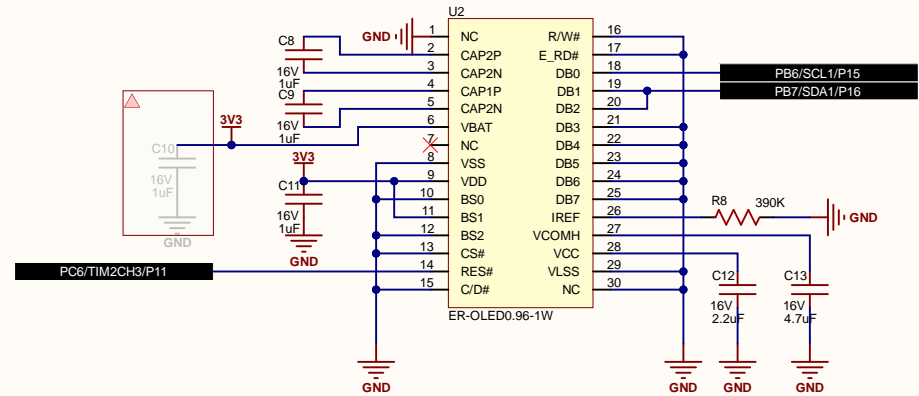 U2
GND
1 NC R/W# 16
2 CAP2P E_RD# 17
3 CAP2N DB0 18
4 CAP1P DB1 19
5 CAP2N DB2 20
6 VBAT DB3 21
7 NC DB4 22
8 VSS DB5 23
9 VDD DB6 24
10 BS0 DB7 25
11 BS1 IREF 26
12 BS2 VCOMH 27
13 CS# VCC 28
14 RES# VLSS 29
15 C/D# NC 30
ER-OLED0.96-1W
C8
16V
1uF
C9
16V
1uF
3V3
C10
16V
1uF
GND
3V3
C11
16V
1uF
GND
PC6/TIM2CH3/P11
GND
PB6/SCL1/P15
PB7/SDA1/P16
R8 390K
GND
C12
16V
2.2uF
C13
16V
4.7uF
GND
GND
GND